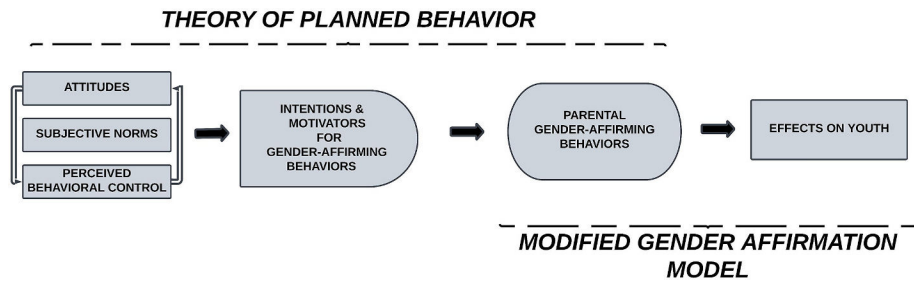 THEORY OF PLANNED BEHAVIOR
ATTITUDES
SUBJECTIVE NORMS
PERCEIVED
BEHAVIORAL CONTROL
INTENTIONS &
MOTIVATORS
FOR
GENDER-AFFIRMING
BEHAVIORS
PARENTAL
GENDER-AFFIRMING
BEHAVIORS
EFFECTS ON YOUTH
MODIFIED GENDER AFFIRMATION
MODEL